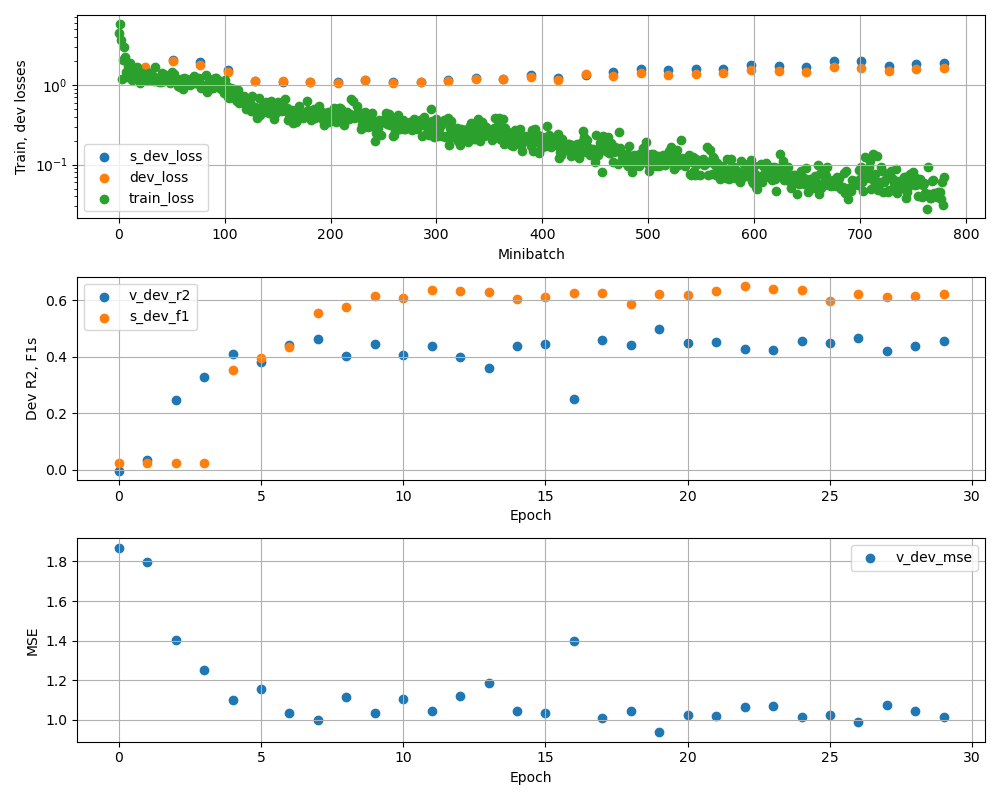 Train, dev losses
10⁰
10⁻¹
s_dev_loss
dev_loss
train_loss
0 100 200 300 400 500 600 700 800
Minibatch
Dev R2, F1s
0.6
0.4
0.2
0.0
v_dev_r2
s_dev_f1
0 5 10 15 20 25 30
Epoch
MSE
1.8
1.6
1.4
1.2
1.0
v_dev_mse
0 5 10 15 20 25 30
Epoch